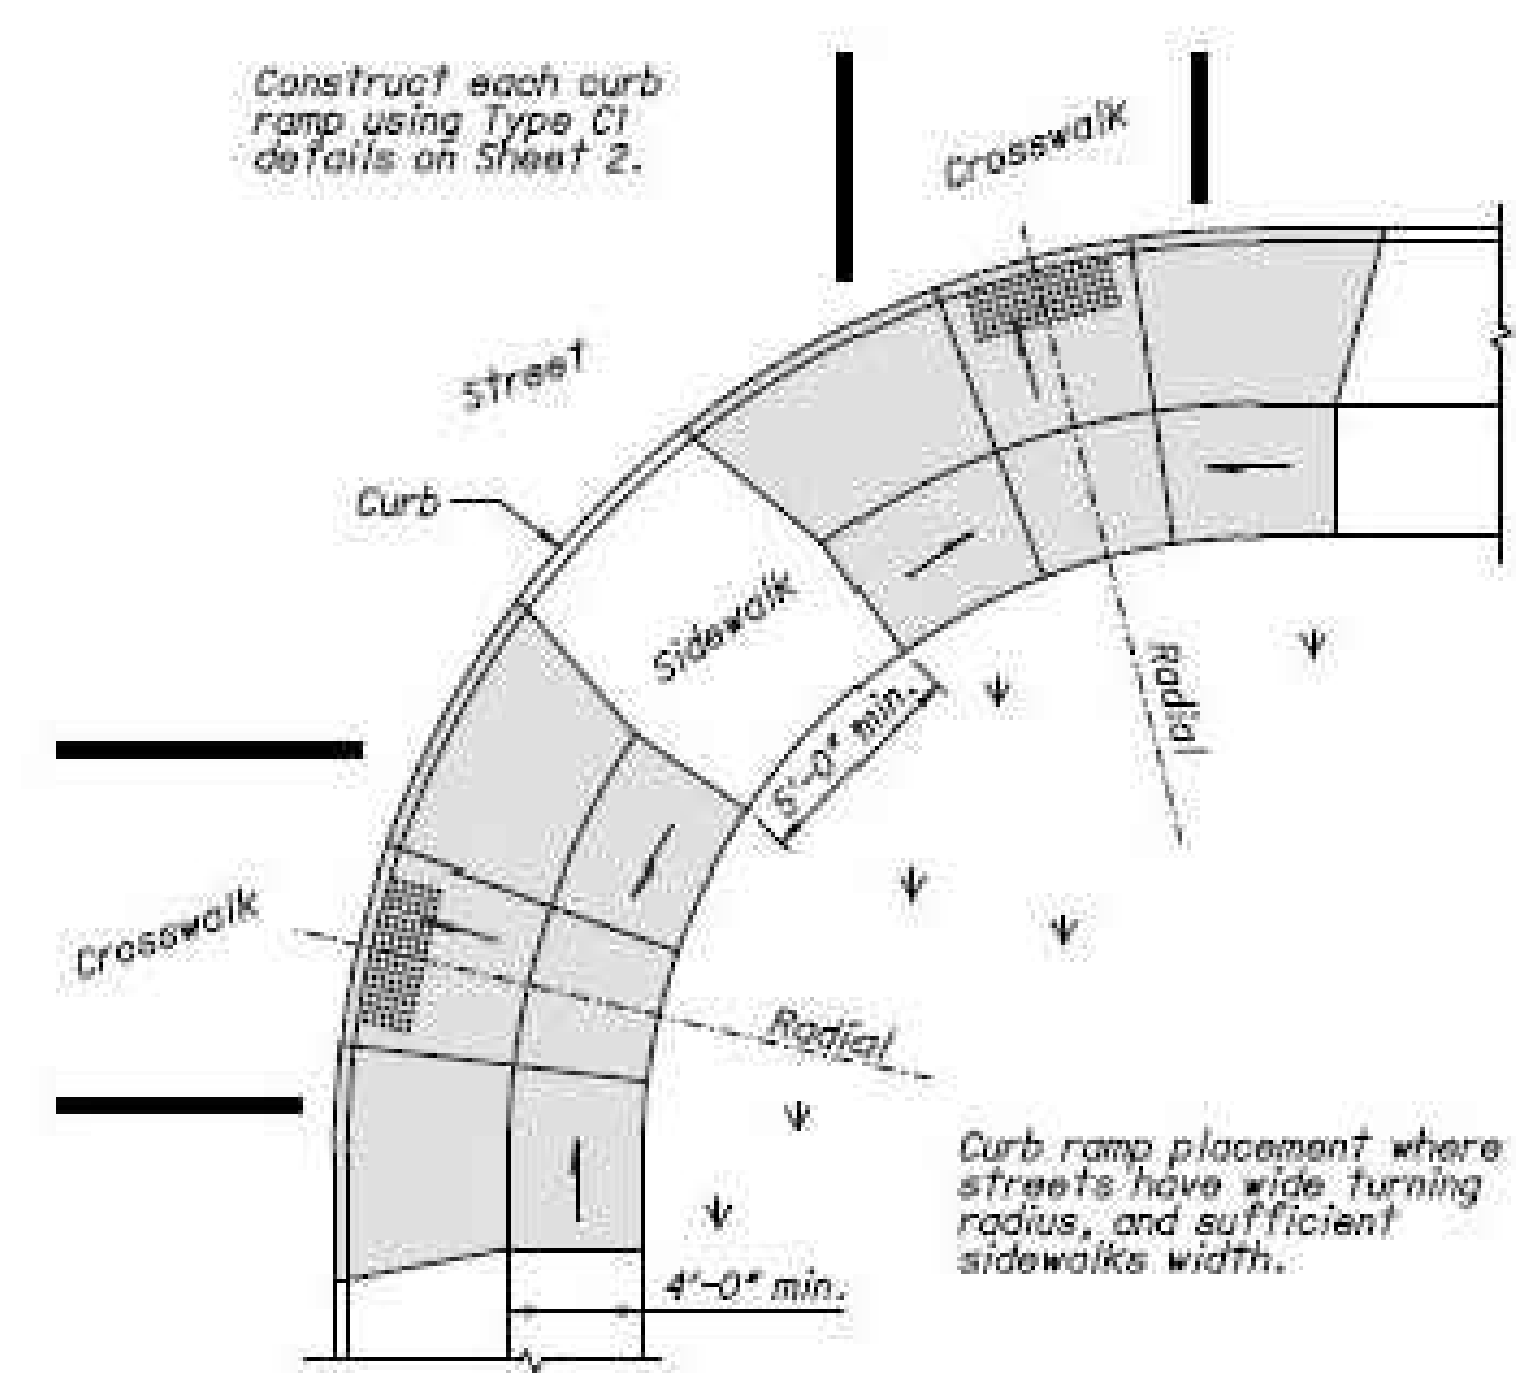 Construct each curb
ramp using Type C1
details on Sheet 2.
Crosswalk
Street
Curb
Sidewalk
Radial
5'-0" min.
Crosswalk
Radial
Curb ramp placement where
streets have wide turning
radius, and sufficient
sidewalks width.
4'-0" min.